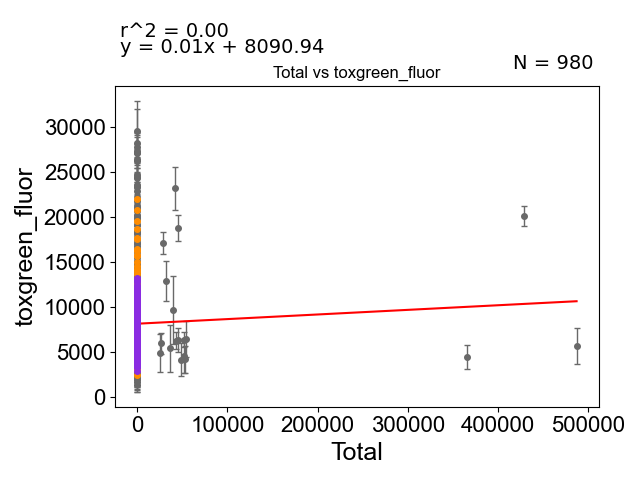 r^2 = 0.00
y = 0.01x + 8090.94
N = 980
Total vs toxgreen_fluor
30000
25000
20000
15000
10000
5000
0
toxgreen_fluor
0 100000 200000 300000 400000 500000
Total